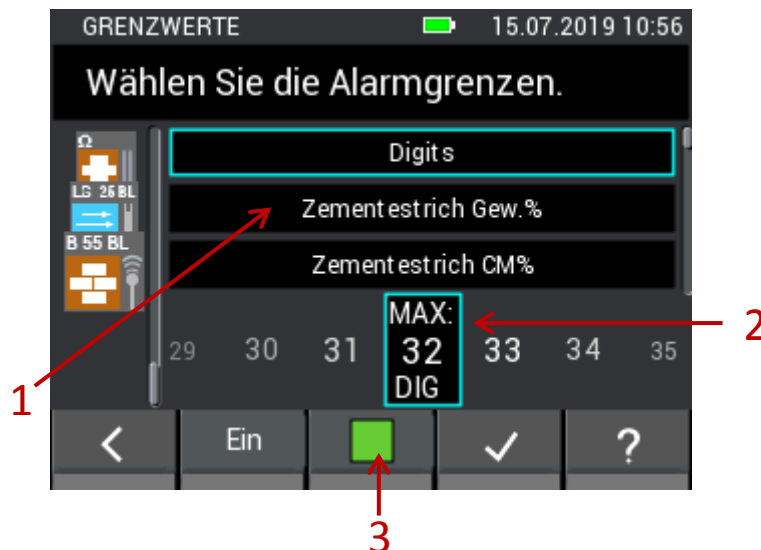 GRENZWERTE 15.07.2019 10:56
Wählen Sie die Alarmgrenzen.
Ω
Digits
LG 25 BL
Zementestrich Gew.%
B 55 BL
Zementestrich CM%
MAX:
29 30 31 32 33 34 35
DIG
2
1
Ein ?
3